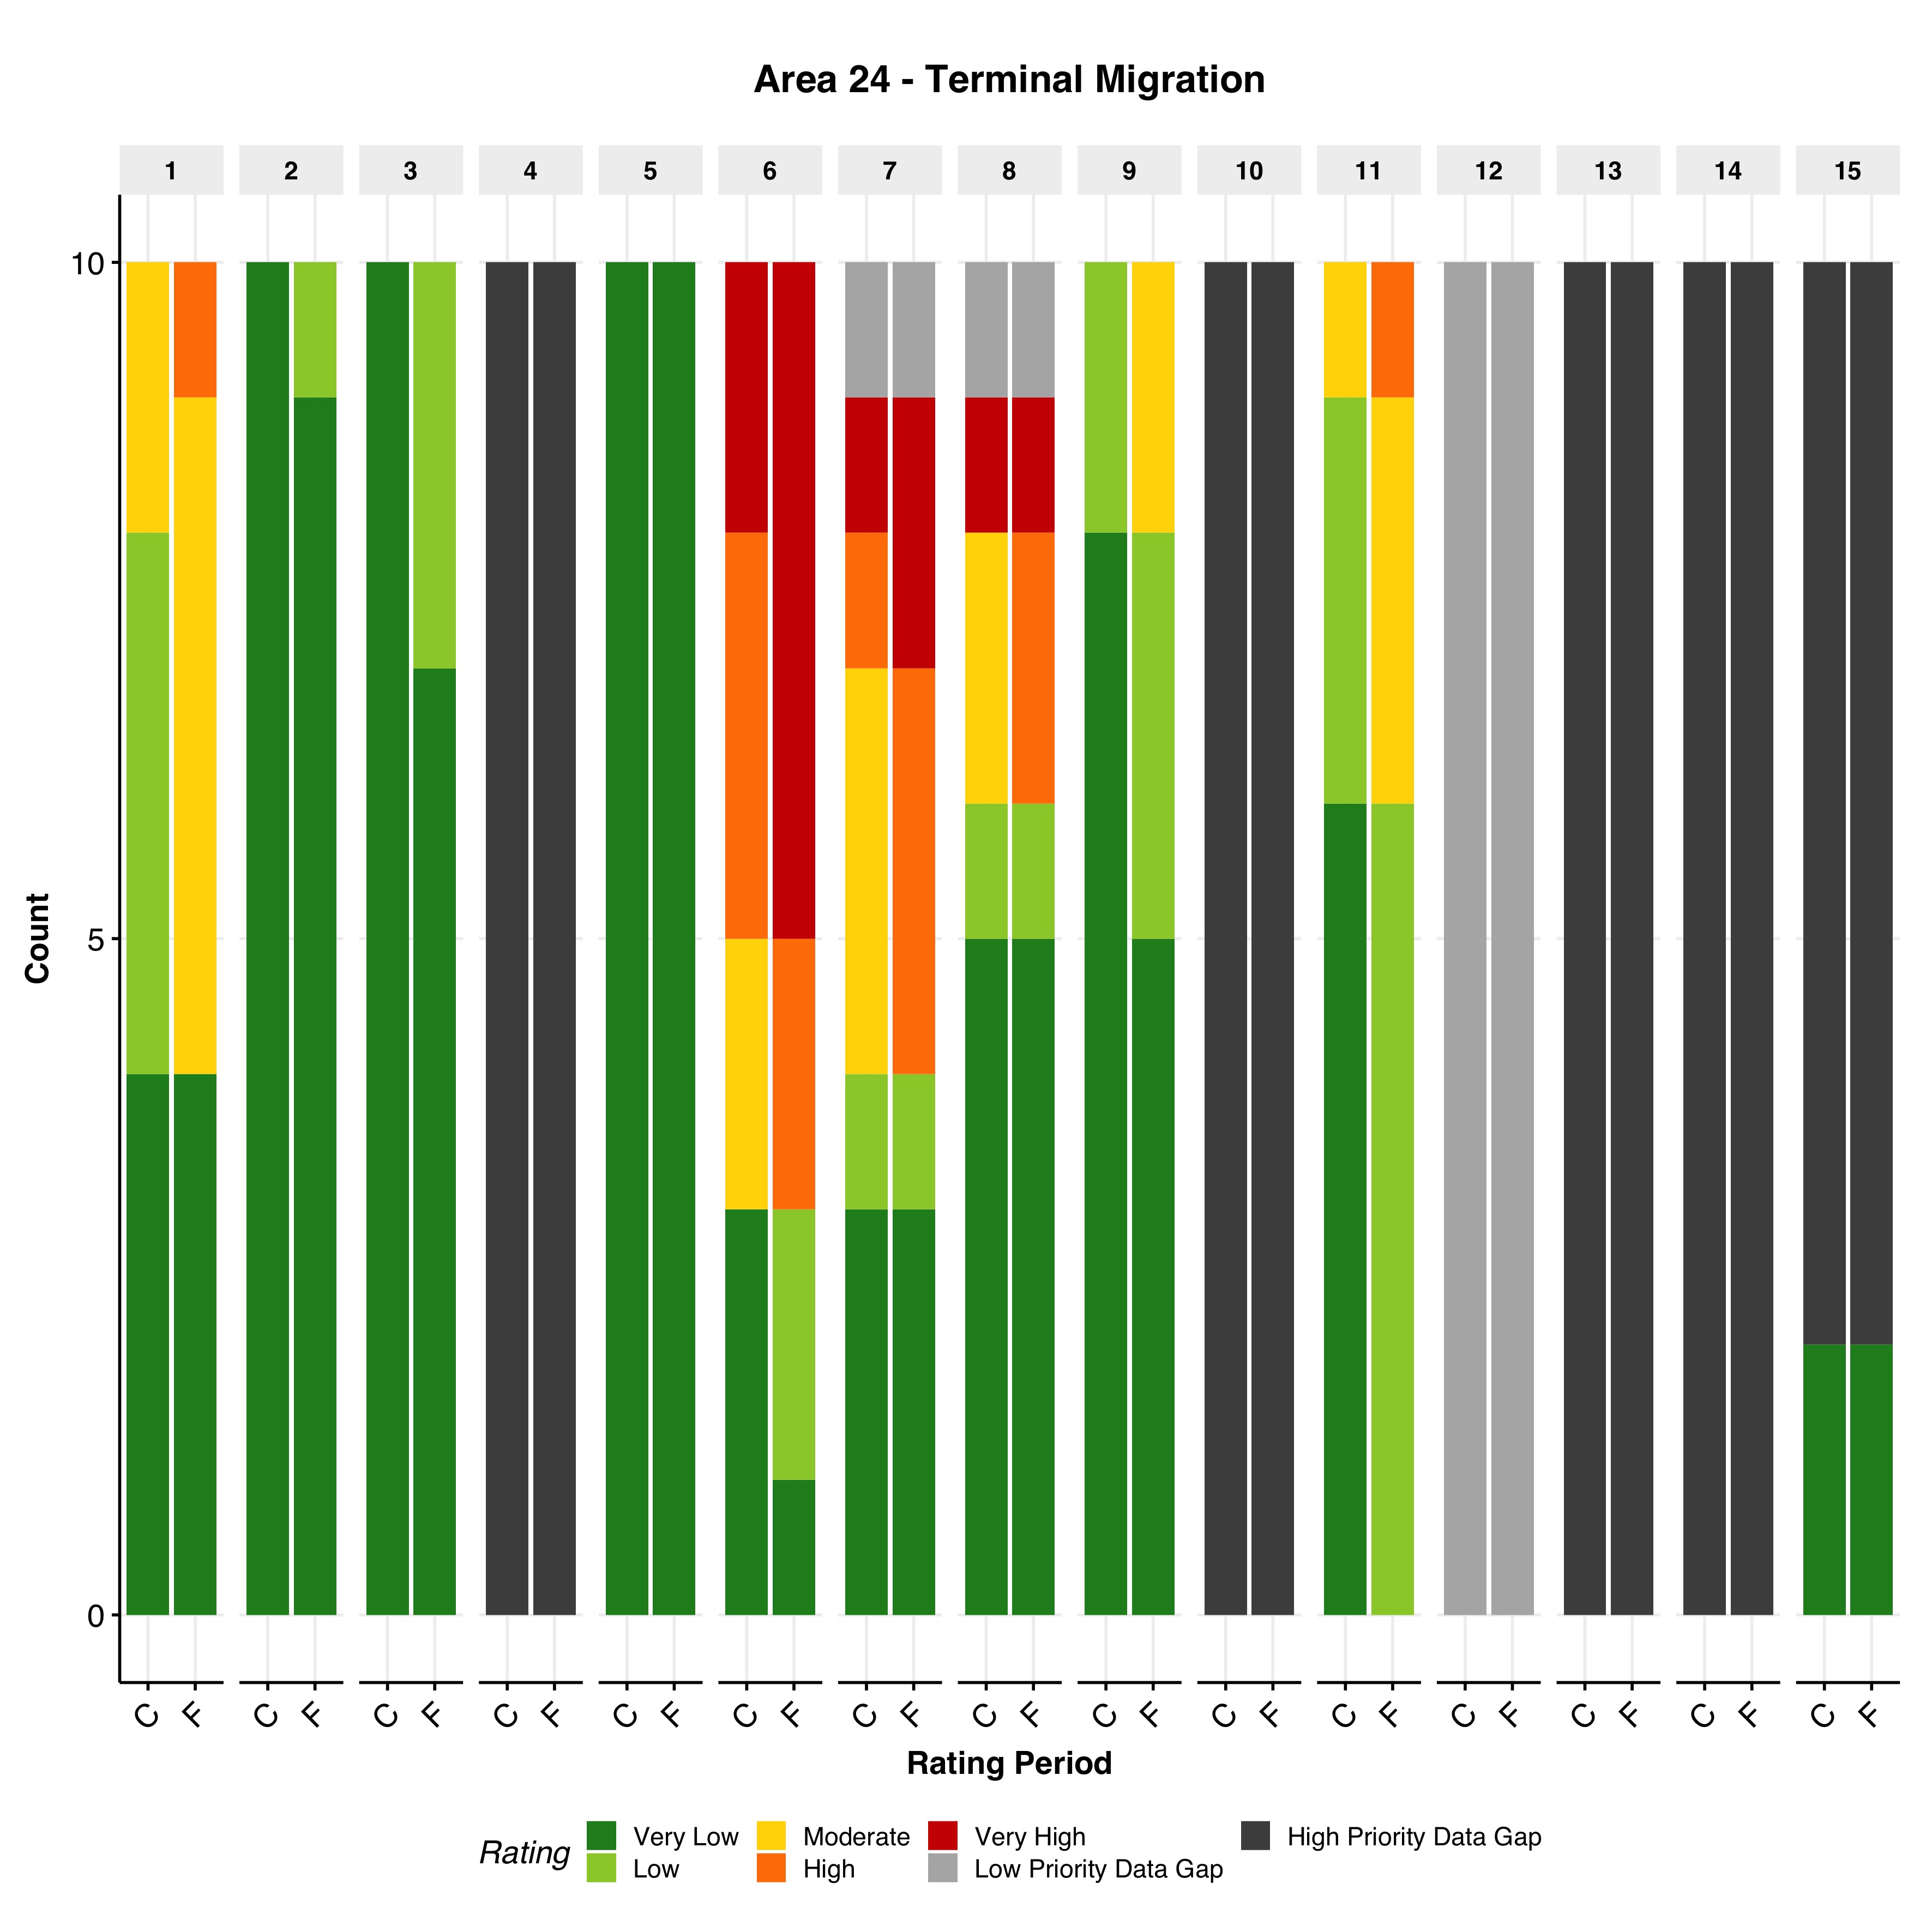 Area 24 - Terminal Migration
1 2 3 4 5 6 7 8 9 10 11 12 13 14 15
10
5
0
Count
C F C F C F C F C F C F C F C F C F C F C F C F C F C F C F
Rating Period
Rating
Very Low Moderate Very High High Priority Data Gap
Low High Low Priority Data Gap